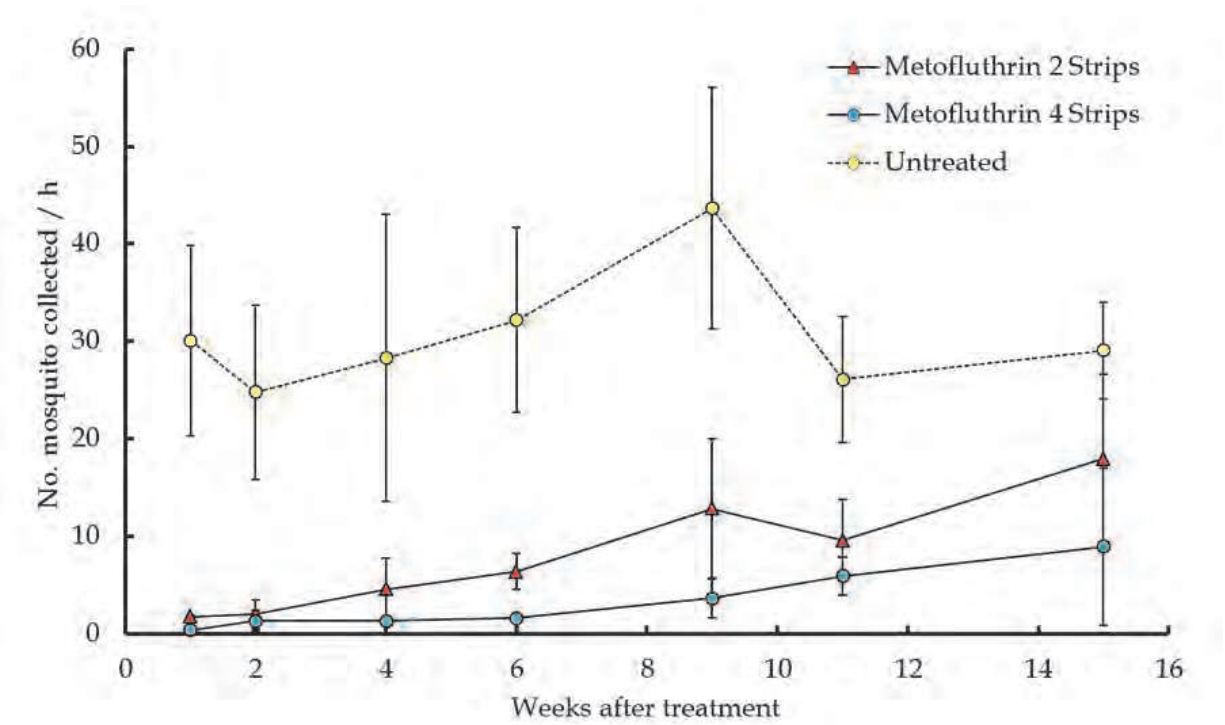 60
50
40
30
20
10
0
No. mosquito collected / h
Metofluthrin 2 Strips
Metofluthrin 4 Strips
Untreated
0 2 4 6 8 10 12 14 16
Weeks after treatment